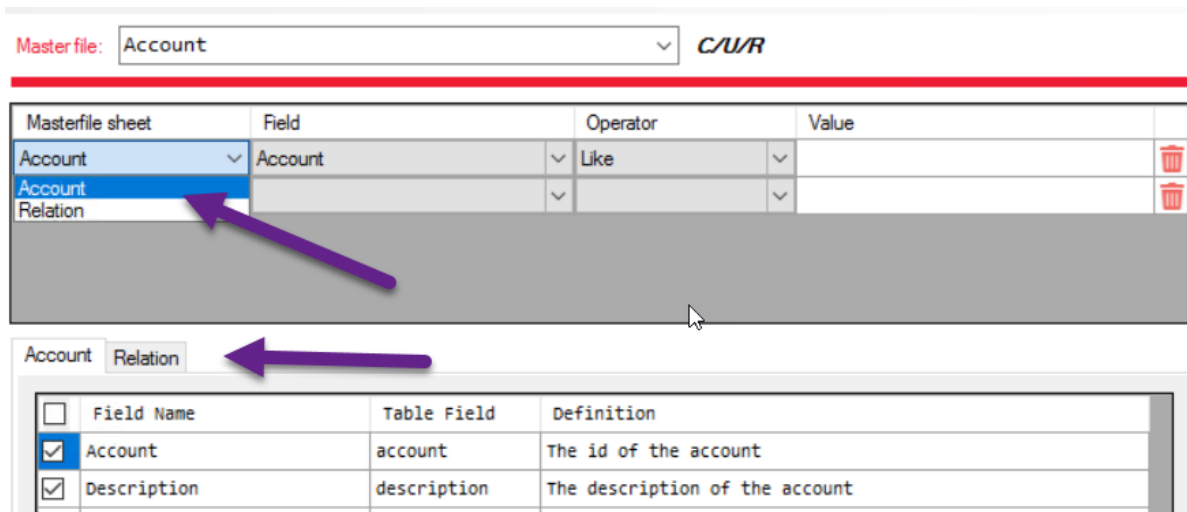 Master file: Account C/U/R
Masterfile sheet Field Operator Value
Account Account Like
Account
Relation
Account Relation
Field Name Table Field Definition
Account account The id of the account
Description description The description of the account